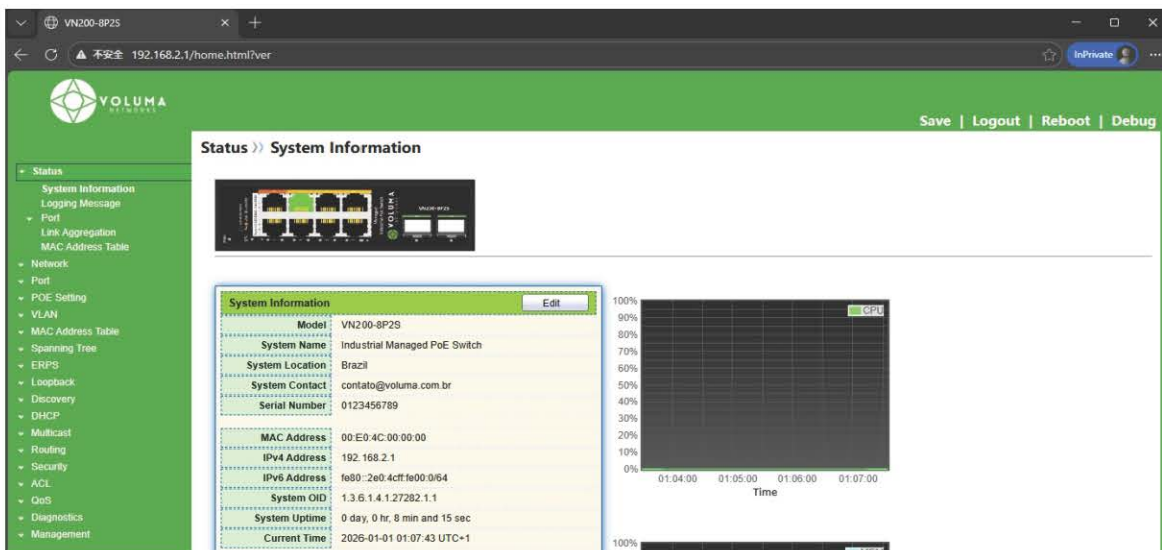 VN200-8P2S
不安全 192.168.2.1/home.html?ver
InPrivate
VOLUMA
NETWORKS
Save | Logout | Reboot | Debug
Status >> System Information
Status
System Information
Logging Message
Port
Link Aggregation
MAC Address Table
Network
Port
POE Setting
VLAN
MAC Address Table
Spanning Tree
ERPS
Loopback
Discovery
DHCP
Multicast
Routing
Security
ACL
QoS
Diagnostics
Management
VOLUMA
VN200-8P2S
System Information Edit
Model VN200-8P2S
System Name Industrial Managed PoE Switch
System Location Brazil
System Contact contato@voluma.com.br
Serial Number 0123456789
MAC Address 00:E0:4C:00:00:00
IPv4 Address 192.168.2.1
IPv6 Address fe80::2e0:4cff:fe00:0/64
System OID 1.3.6.1.4.1.27282.1.1
System Uptime 0 day, 0 hr, 8 min and 15 sec
Current Time 2026-01-01 01:07:43 UTC+1
CPU
100%
90%
80%
70%
60%
50%
40%
30%
20%
10%
0%
01:04:00 01:05:00 01:06:00 01:07:00
Time
100%